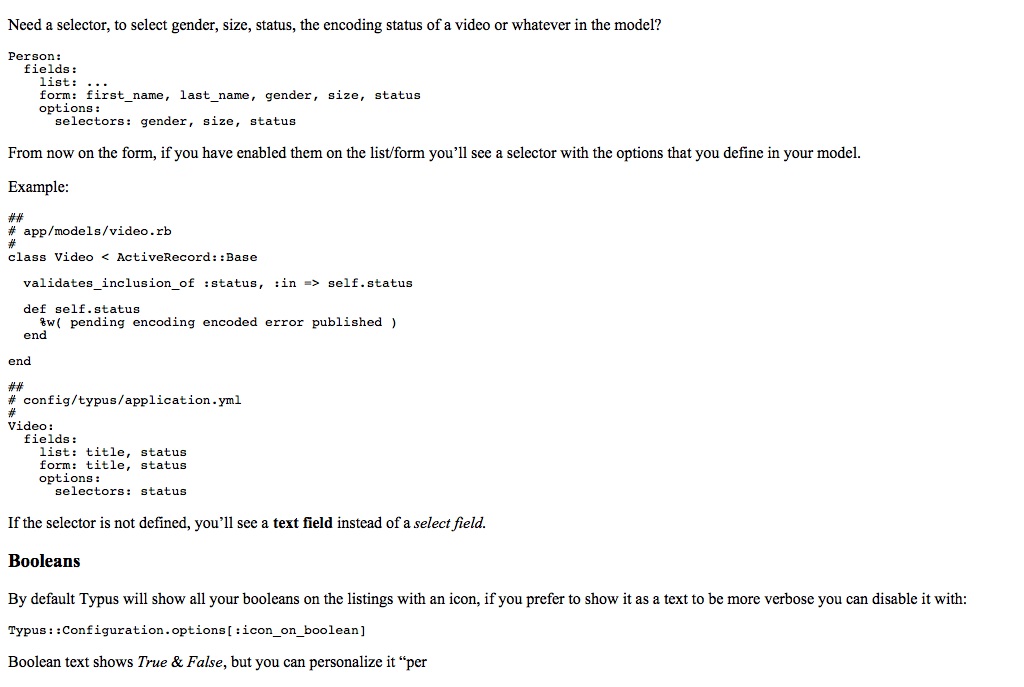 Need a selector, to select gender, size, status, the encoding status of a video or whatever in the model?
Person:
  fields:
    list: ...
    form: first_name, last_name, gender, size, status
    options:
      selectors: gender, size, status
From now on the form, if you have enabled them on the list/form you’ll see a selector with the options that you define in your model.
Example:
##
# app/models/video.rb
#
class Video < ActiveRecord::Base
  validates_inclusion_of :status, :in => self.status
  def self.status
    %w( pending encoding encoded error published )
  end
end
##
# config/typus/application.yml
#
Video:
  fields:
    list: title, status
    form: title, status
    options:
      selectors: status
If the selector is not defined, you’ll see a text field instead of a select field.
Booleans
By default Typus will show all your booleans on the listings with an icon, if you prefer to show it as a text to be more verbose you can disable it with:
Typus::Configuration.options[:icon_on_boolean]
Boolean text shows True & False, but you can personalize it “per